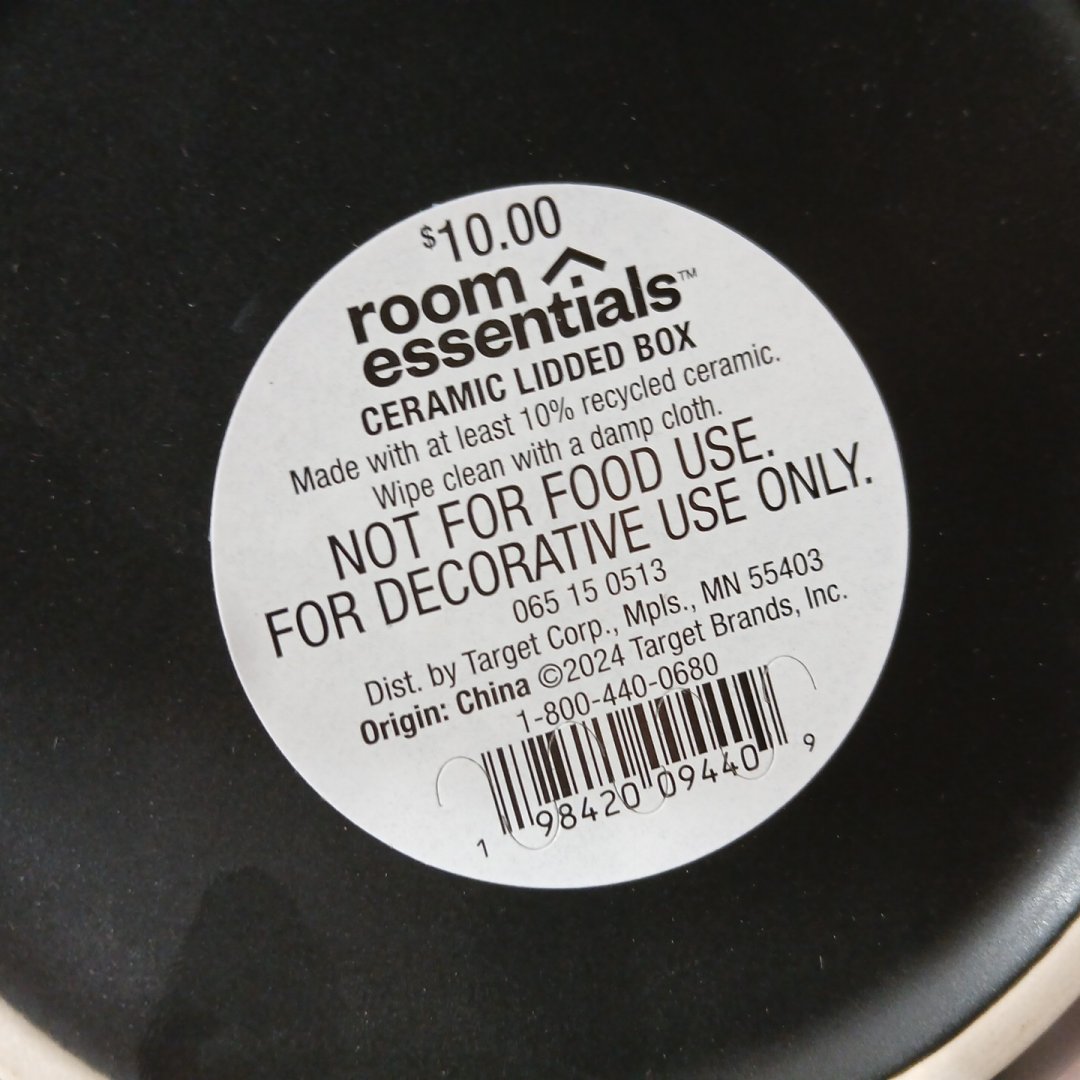 $10.00
room
essentials™
CERAMIC LIDDED BOX
Made with at least 10% recycled ceramic.
Wipe clean with a damp cloth.
NOT FOR FOOD USE.
FOR DECORATIVE USE ONLY.
065 15 0513
Dist. by Target Corp., Mpls., MN 55403
Origin: China ©2024 Target Brands, Inc.
1-800-440-0680
1 98420 09440 9